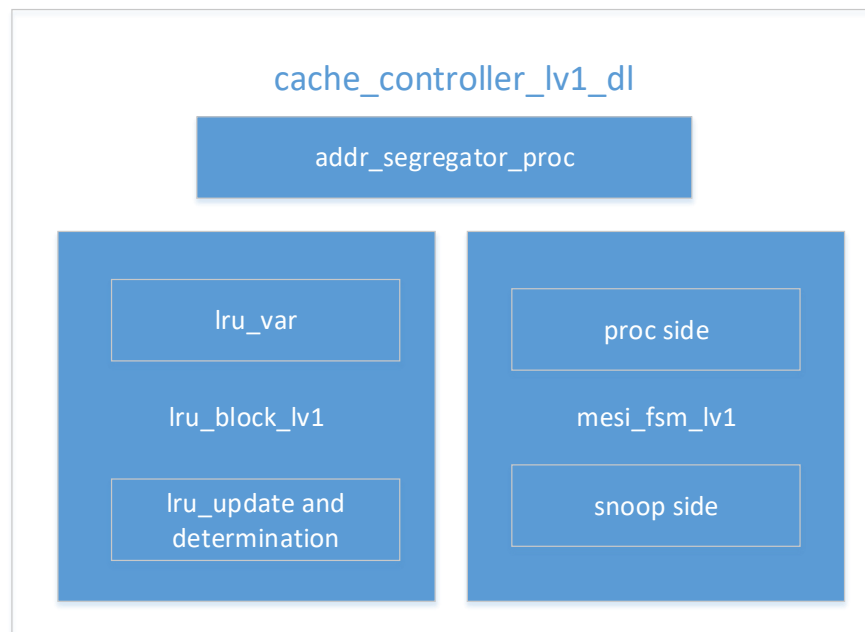 cache_controller_lv1_dl
addr_segregator_proc
lru_var
lru_block_lv1
lru_update and
determination
proc side
mesi_fsm_lv1
snoop side